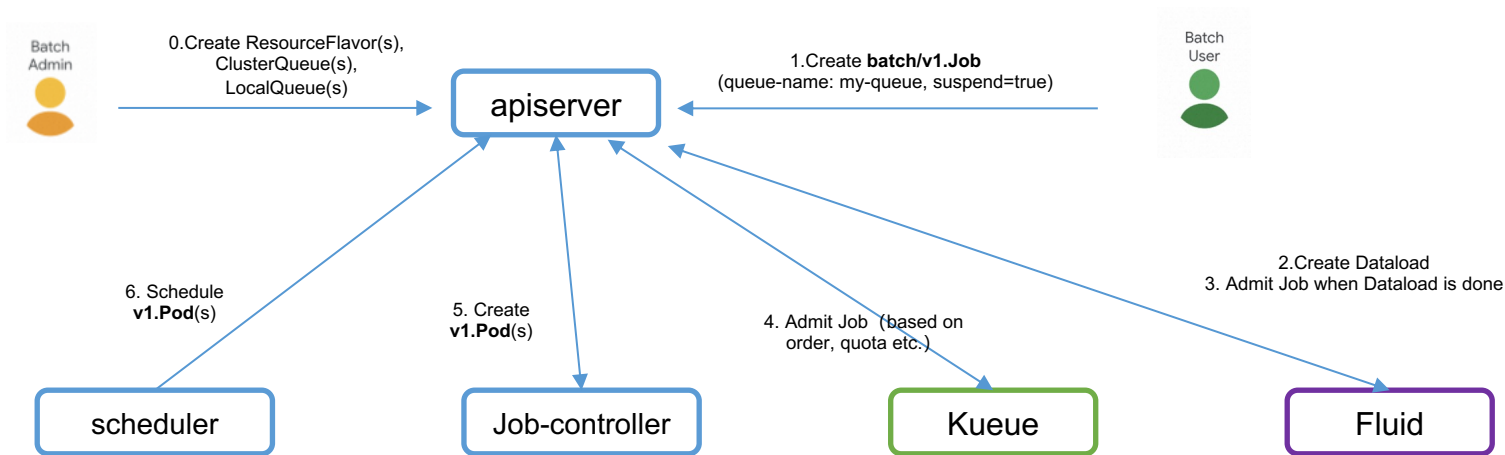 Batch
Admin
0.Create ResourceFlavor(s),
ClusterQueue(s),
LocalQueue(s)
apiserver
1.Create batch/v1.Job
(queue-name: my-queue, suspend=true)
Batch
User
2.Create Dataload
3. Admit Job when Dataload is done
6. Schedule
v1.Pod(s)
5. Create
v1.Pod(s)
4. Admit Job (based on
order, quota etc.)
scheduler
Job-controller
Kueue
Fluid